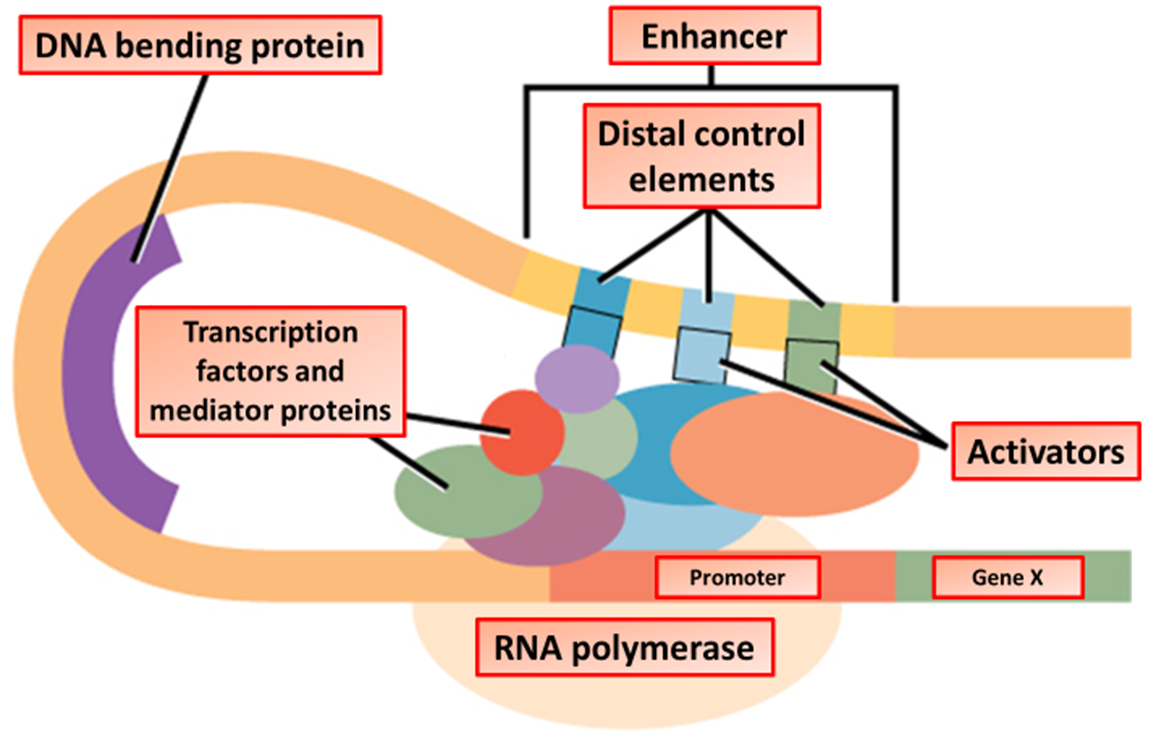 DNA bending protein
Enhancer
Distal control
elements
Transcription
factors and
mediator proteins
Activators
Promoter
Gene X
RNA polymerase